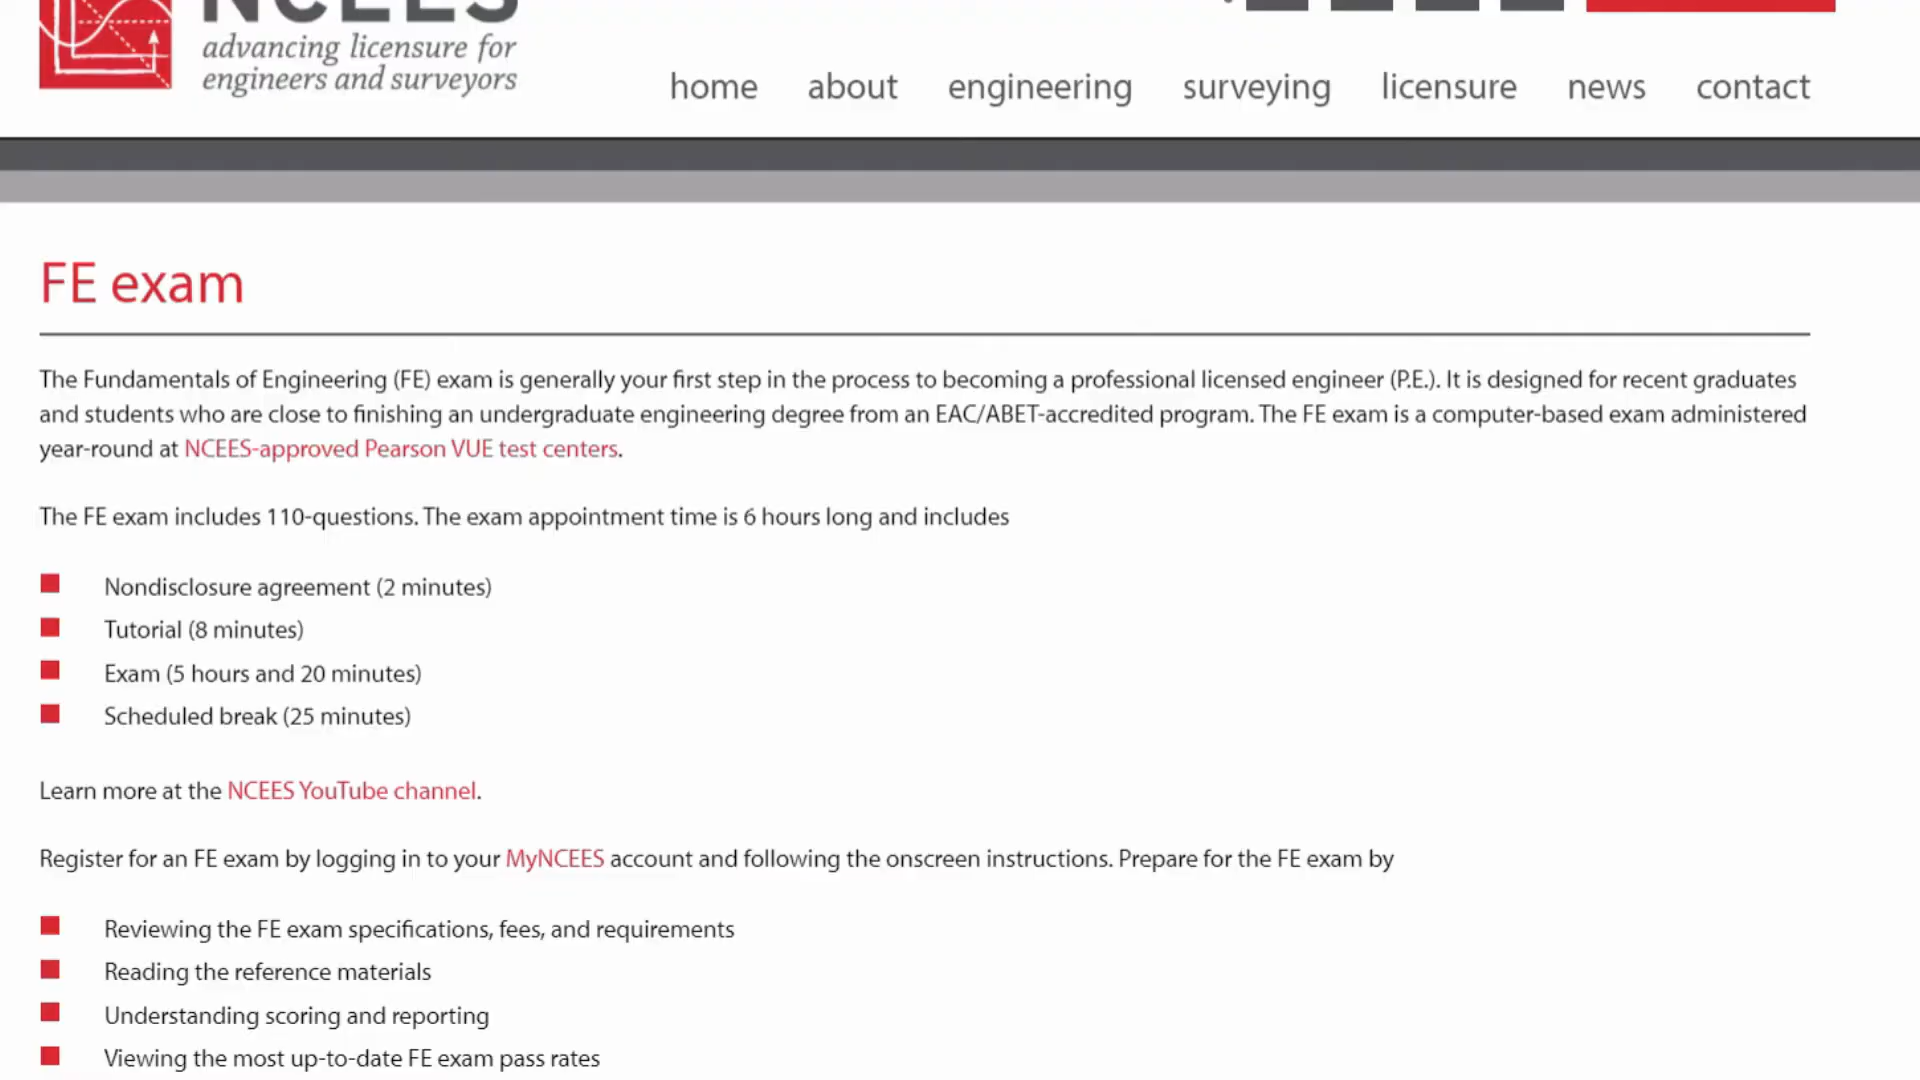 NCEES
advancing licensure for
engineers and surveyors
home about engineering surveying licensure news contact
FE exam
The Fundamentals of Engineering (FE) exam is generally your first step in the process to becoming a professional licensed engineer (P.E.). It is designed for recent graduates
and students who are close to finishing an undergraduate engineering degree from an EAC/ABET-accredited program. The FE exam is a computer-based exam administered
year-round at NCEES-approved Pearson VUE test centers.
The FE exam includes 110-questions. The exam appointment time is 6 hours long and includes
Nondisclosure agreement (2 minutes)
Tutorial (8 minutes)
Exam (5 hours and 20 minutes)
Scheduled break (25 minutes)
Learn more at the NCEES YouTube channel.
Register for an FE exam by logging in to your MyNCEES account and following the onscreen instructions. Prepare for the FE exam by
Reviewing the FE exam specifications, fees, and requirements
Reading the reference materials
Understanding scoring and reporting
Viewing the most up-to-date FE exam pass rates